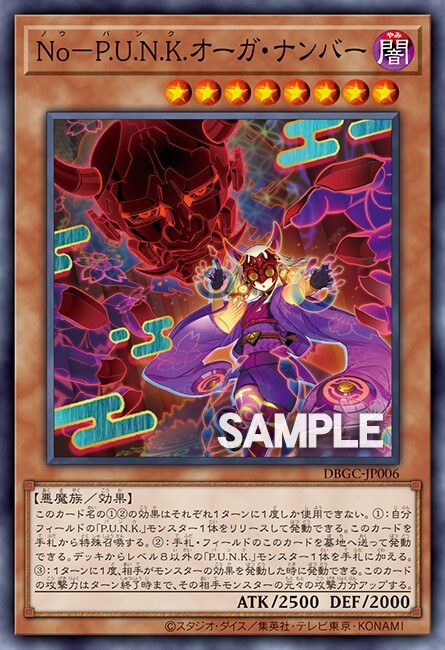 ノウ パンク
No－P.U.N.K.オーガ・ナンバー
やみ
闇
SAMPLE
DBGC-JP006
【悪魔族／効果】
このカード名の①②の効果はそれぞれ1ターンに1度しか使用できない。①：自分
フィールドの「P.U.N.K.」モンスター1体をリリースして発動できる。このカードを
手札から特殊召喚する。②：手札・フィールドのこのカードを墓地へ送って発動
できる。デッキからレベル8以外の「P.U.N.K.」モンスター1体を手札に加える。
③：1ターンに1度、相手がモンスターの効果を発動した時に発動できる。このカード
の攻撃力はターン終了時まで、その相手モンスターの元々の攻撃力分アップする。
ATK/2500 DEF/2000
©スタジオ・ダイス／集英社・テレビ東京・KONAMI